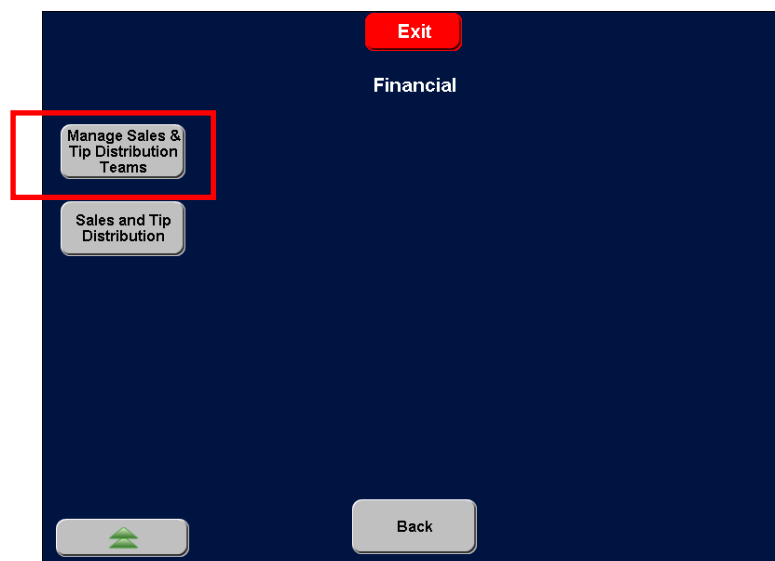 Exit
Financial
Manage Sales &
Tip Distribution
Teams
Sales and Tip
Distribution
Back